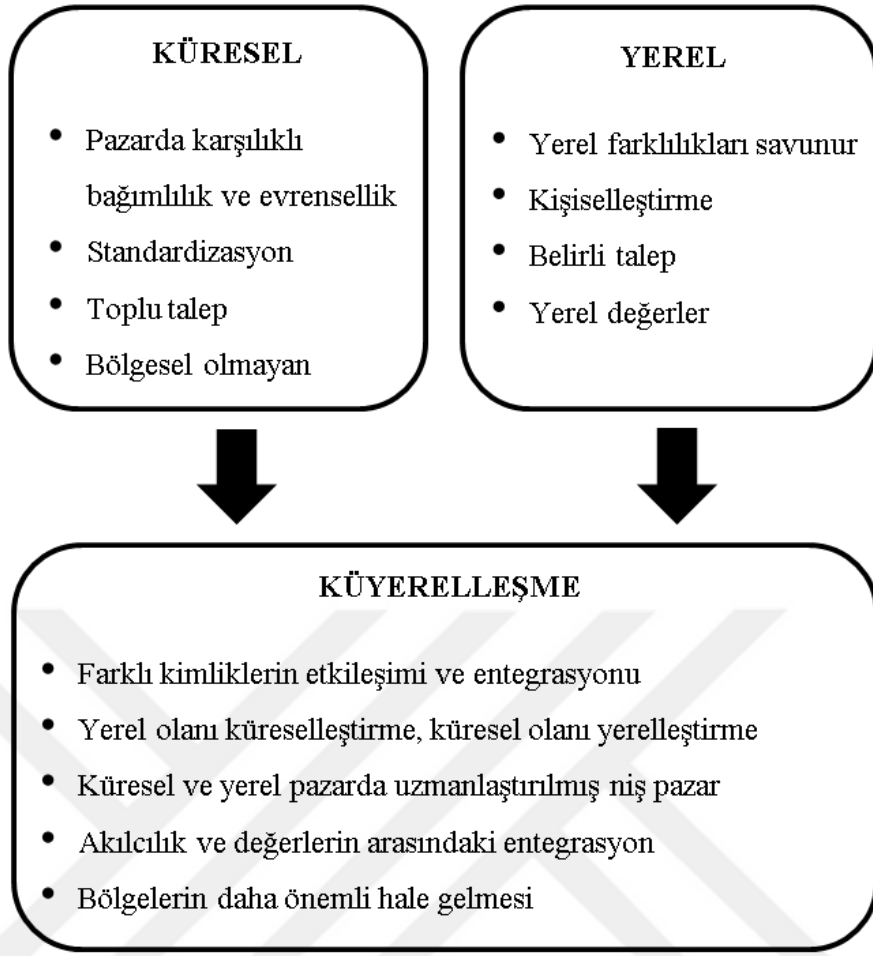 KÜRESEL
• Pazarda karşılıklı
bağımlılık ve evrensellik
• Standardizasyon
• Toplu talep
• Bölgesel olmayan
YEREL
• Yerel farklılıkları savunur
• Kişiselleştirme
• Belirli talep
• Yerel değerler
KÜYERELLEŞME
• Farklı kimliklerin etkileşimi ve entegrasyonu
• Yerel olanı küreselleştirme, küresel olanı yerelleştirme
• Küresel ve yerel pazarda uzmanlaştırılmış niş pazar
• Akılcılık ve değerlerin arasındaki entegrasyon
• Bölgelerin daha önemli hale gelmesi